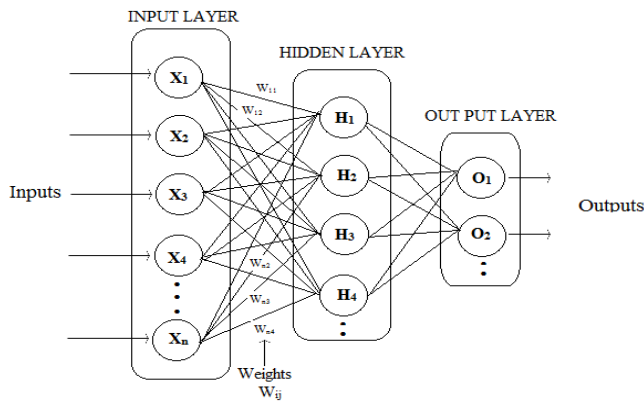 INPUT LAYER
HIDDEN LAYER
OUT PUT LAYER
Inputs
X1
X2
X3
X4
Xn
W11
W12
Wn2
Wn3
Wn4
H1
H2
H3
H4
O1
O2
Outputs
Weights
Wij